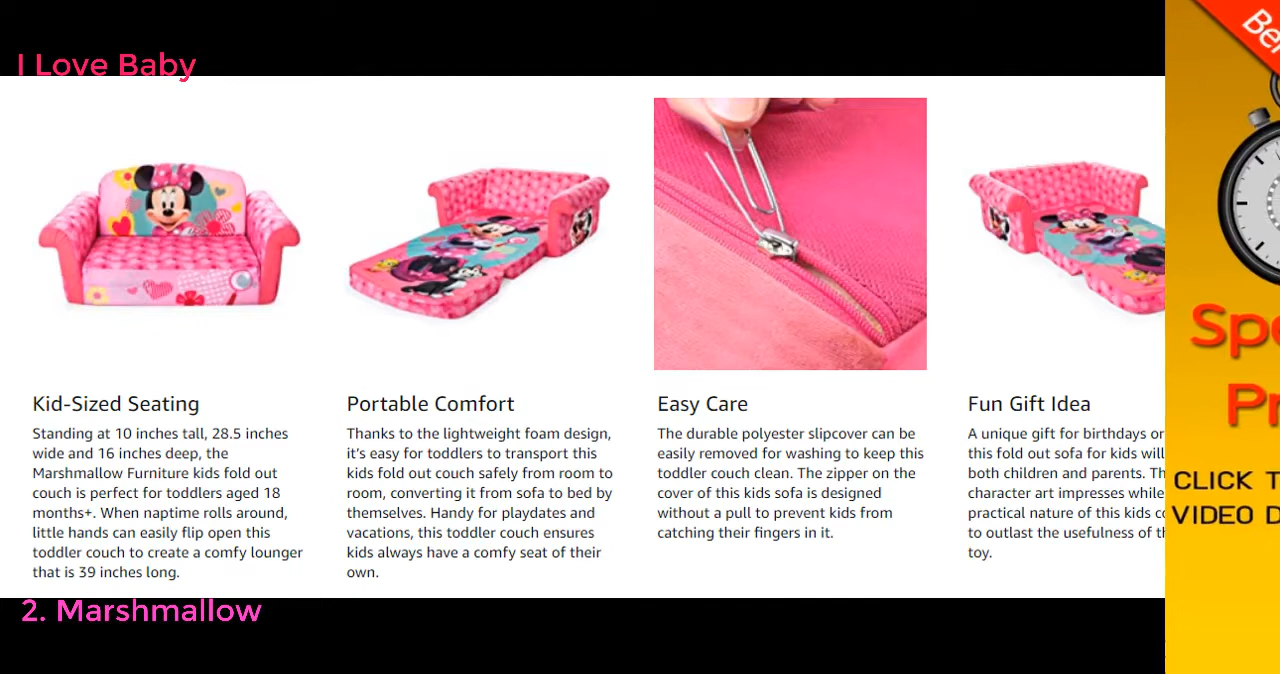 I Love Baby
Kid-Sized Seating
Standing at 10 inches tall, 28.5 inches
wide and 16 inches deep, the
Marshmallow Furniture kids fold out
couch is perfect for toddlers aged 18
months+. When naptime rolls around,
little hands can easily flip open this
toddler couch to create a comfy lounger
that is 39 inches long.
Portable Comfort
Thanks to the lightweight foam design,
it's easy for toddlers to transport this
kids fold out couch safely from room to
room, converting it from sofa to bed by
themselves. Handy for playdates and
vacations, this toddler couch ensures
kids always have a comfy seat of their
own.
Easy Care
The durable polyester slipcover can be
easily removed for washing to keep this
toddler couch clean. The zipper on the
cover of this kids sofa is designed
without a pull to prevent kids from
catching their fingers in it.
Fun Gift Idea
A unique gift for birthdays or
this fold out sofa for kids will
both children and parents.
character art impresses while
practical nature of this kids
to outlast the usefulness of
toy.
2. Marshmallow
CLICK
VIDEO